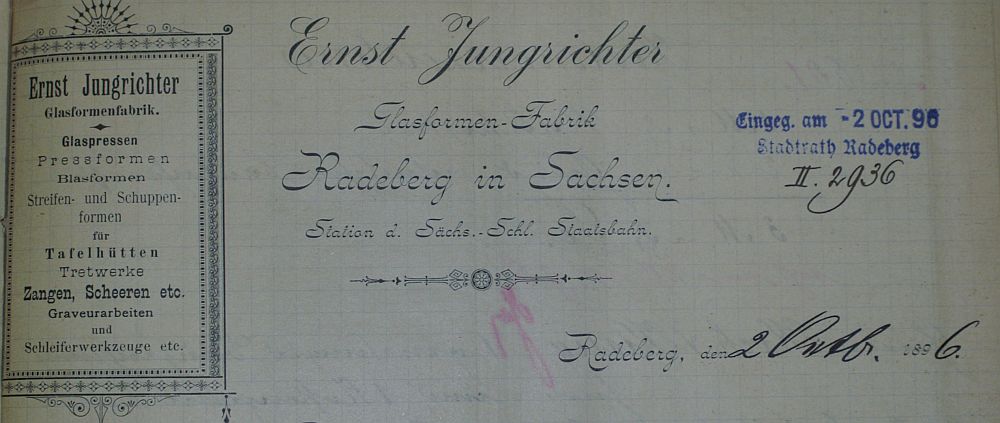 Ernst Jungrichter
Glasformenfabrik.
Glaspressen
Pressformen
Blasformen
Streifen- und Schuppen-
formen
für
Tafelhütten
Tretwerke
Zangen, Scheeren etc.
Graveurarbeiten
und
Schleiferwerkzeuge etc.
Ernst Jungrichter
Glasformen-Fabrik
Radeberg in Sachsen.
Station d. Sächs.-Schl. Staatsbahn.
Eingeg. am -2 OCT. 96
Stadtrath Radeberg
II. 2936
Radeberg, den 2 Octbr. 1896.